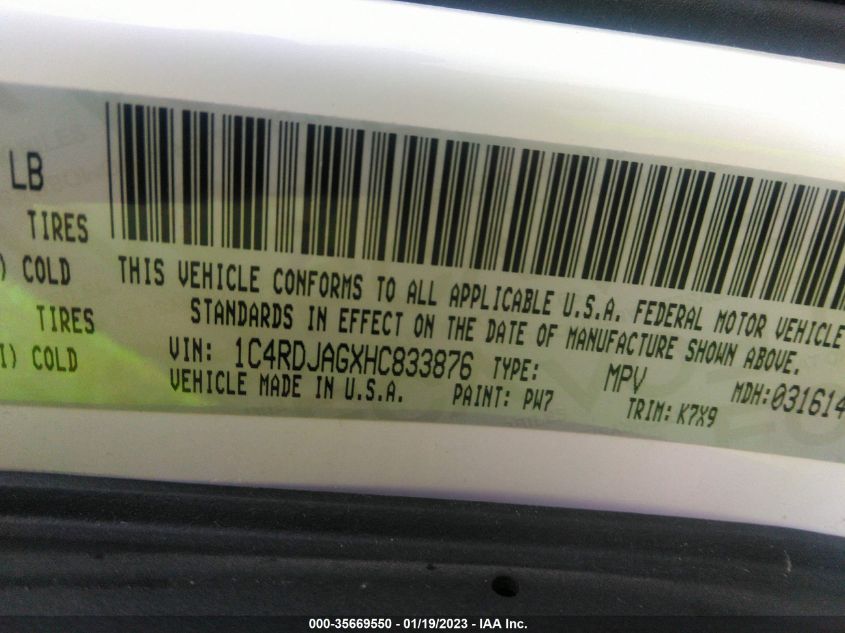 LB
TIRES
) COLD
TIRES
I) COLD
THIS VEHICLE CONFORMS TO ALL APPLICABLE U.S.A. FEDERAL MOTOR VEHICLE
STANDARDS IN EFFECT ON THE DATE OF MANUFACTURE SHOWN ABOVE.
VIN: 1C4RDJAGXHC833876 TYPE: MPV MDH:031614
VEHICLE MADE IN U.S.A. PAINT: PW7 TRIM: K7X9
000-35669550 - 01/19/2023 - IAA Inc.